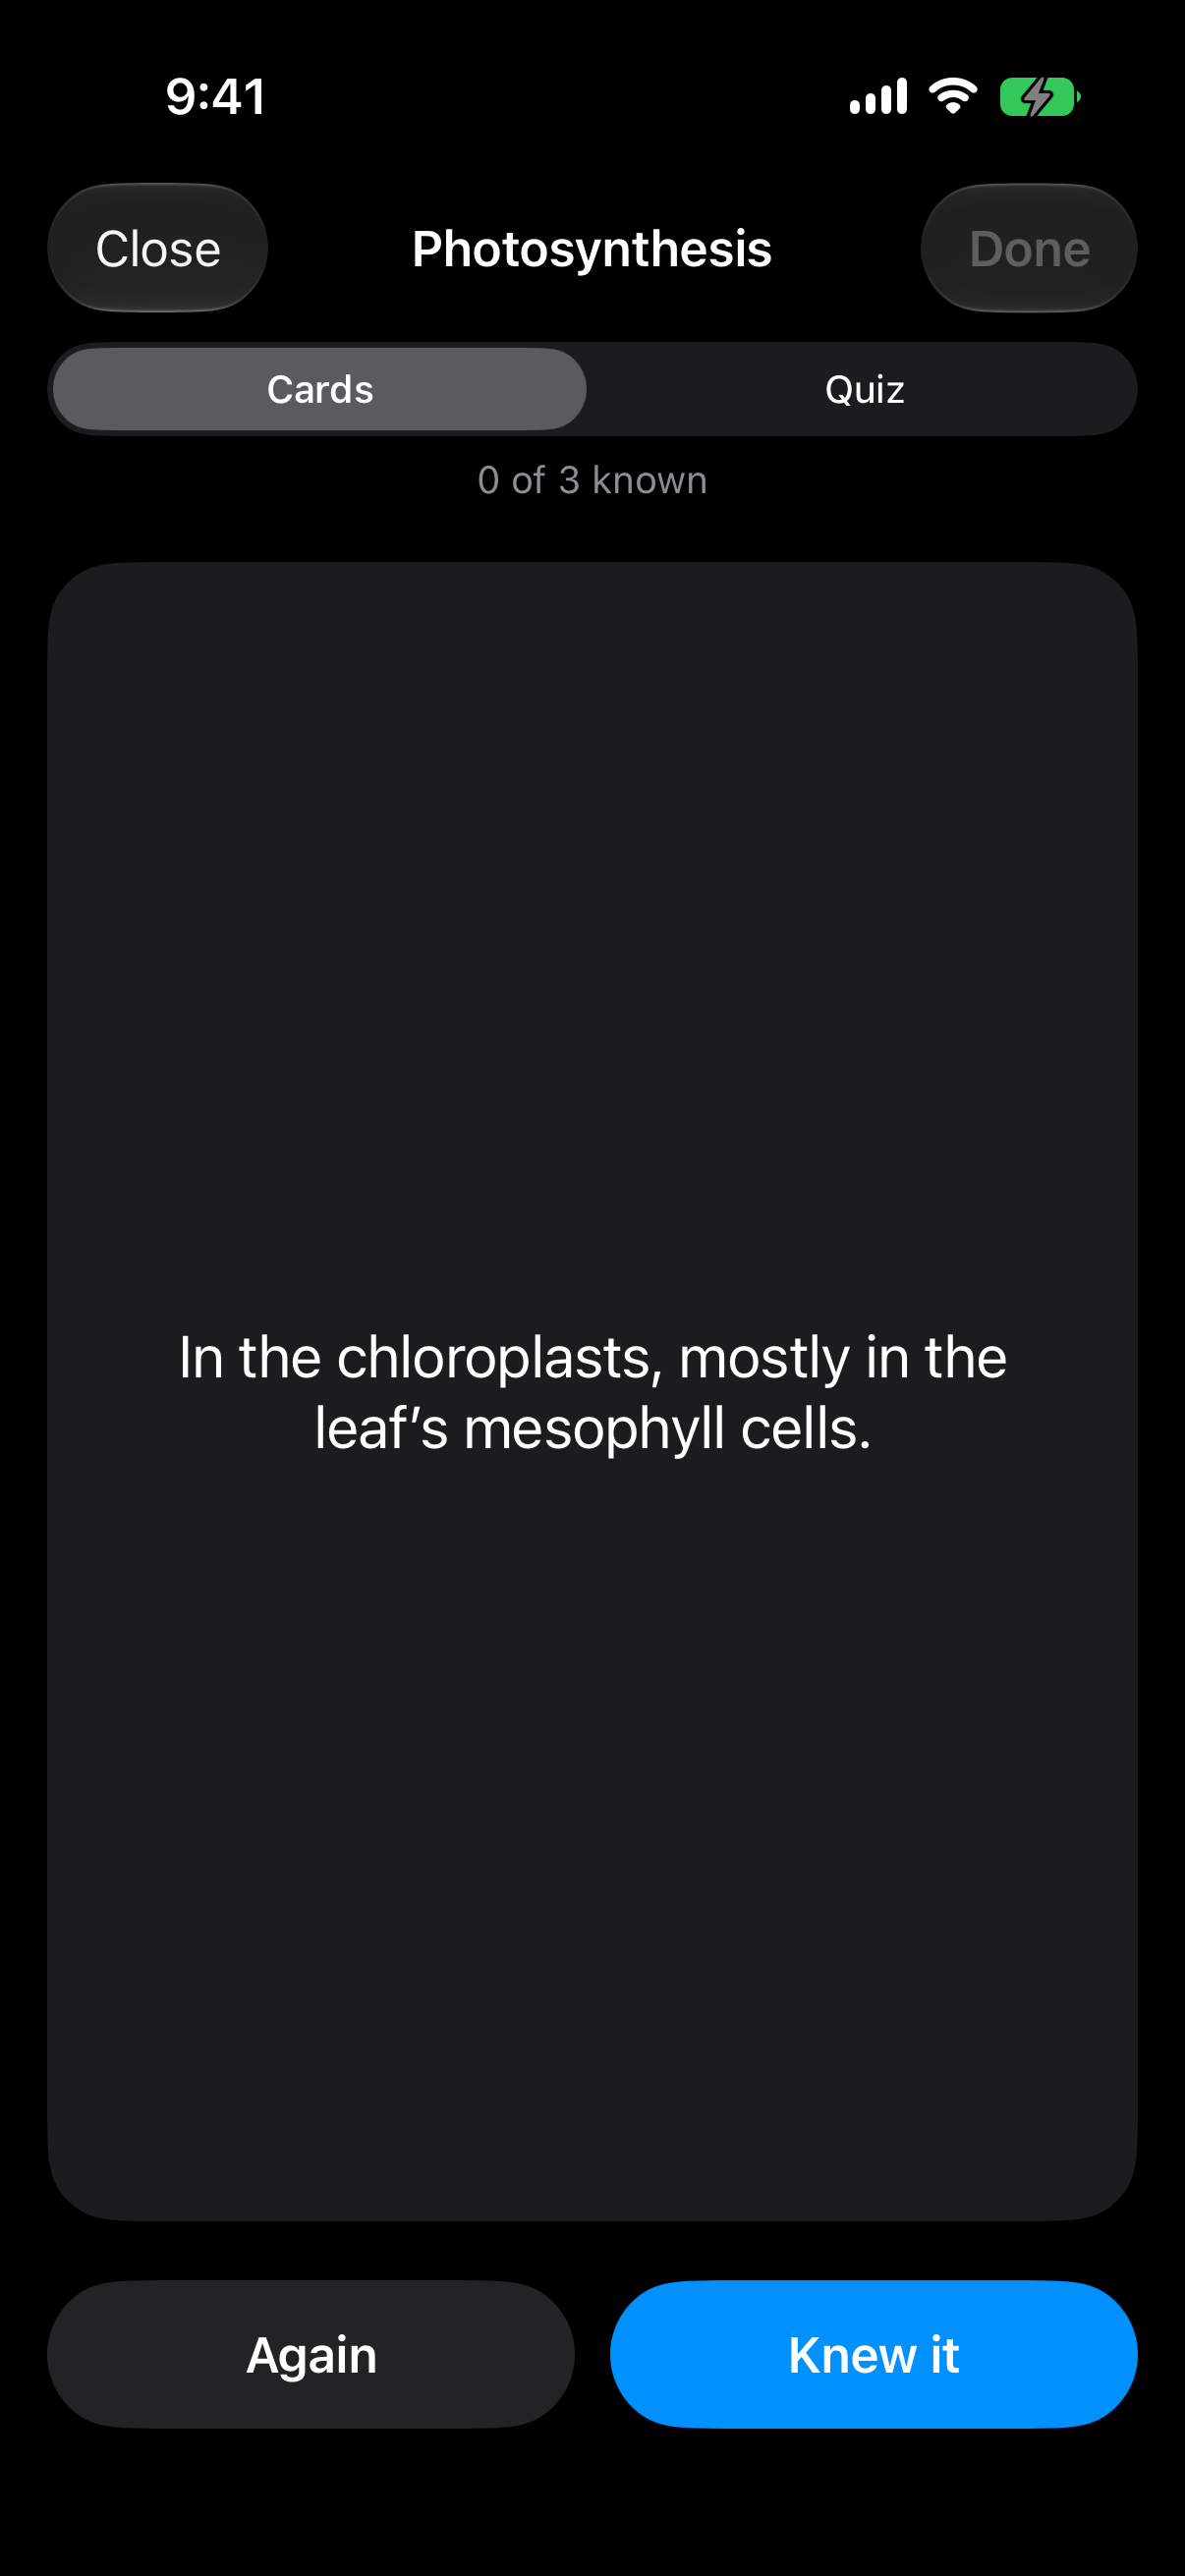 9:41
Close
Photosynthesis
Done
Cards
Quiz
0 of 3 known
In the chloroplasts, mostly in the
leaf’s mesophyll cells.
Again
Knew it